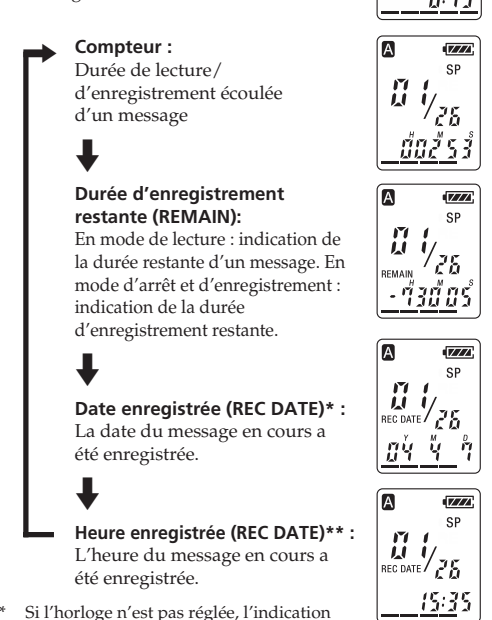 Compteur :
Durée de lecture/
d’enregistrement écoulée
d’un message
A
SP
01/26
H M S
00253
Durée d’enregistrement
restante (REMAIN):
En mode de lecture : indication de
la durée restante d’un message. En
mode d’arrêt et d’enregistrement :
indication de la durée
d’enregistrement restante.
A
SP
01/26
REMAIN
H M S
-73005
Date enregistrée (REC DATE)* :
La date du message en cours a
été enregistrée.
A
SP
01/26
REC DATE
Y M D
04 4 7
Heure enregistrée (REC DATE)** :
L’heure du message en cours a
été enregistrée.
A
SP
01/26
REC DATE
15:35
* Si l’horloge n’est pas réglée, l’indication